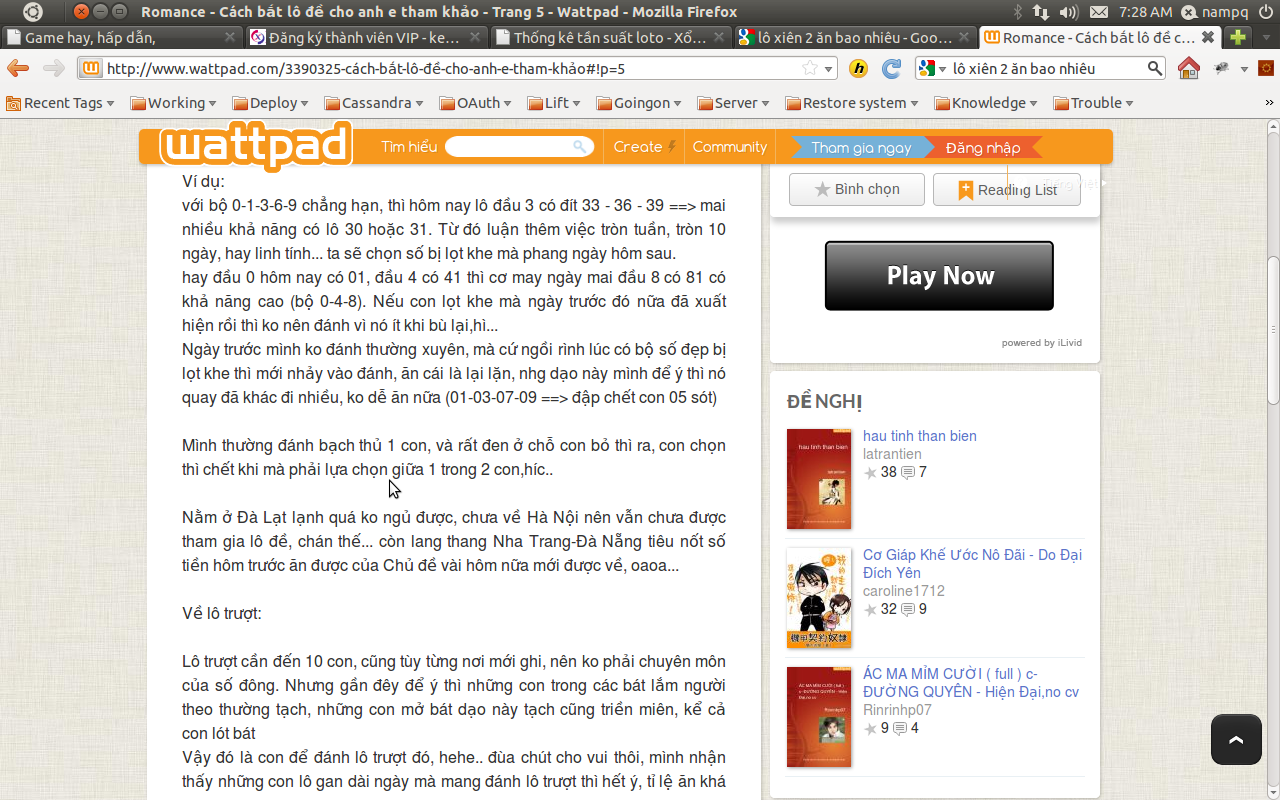 Romance - Cách bắt lô đề cho anh e tham khảo - Trang 5 - Wattpad - Mozilla Firefox
7:28 AM
nampq
Game hay, hấp dẫn,
Đăng ký thành viên VIP - ke...
Thống kê tần suất loto - Xổ...
lô xiên 2 ăn bao nhiêu - Goo...
Romance - Cách bắt lô đề c...
http://www.wattpad.com/3390325-cách-bắt-lô-đề-cho-anh-e-tham-khảo#!p=5
lô xiên 2 ăn bao nhiêu
Recent Tags
Working
Deploy
Cassandra
OAuth
Lift
Goingon
Server
Restore system
Knowledge
Trouble
wattpad
Tìm hiểu
Create
Community
Tham gia ngay
Đăng nhập
Ví dụ:
với bộ 0-1-3-6-9 chẳng hạn, thì hôm nay lô đầu 3 có đít 33 - 36 - 39 ==> mai
nhiều khả năng có lô 30 hoặc 31. Từ đó luận thêm việc tròn tuần, tròn 10
ngày, hay linh tính... ta sẽ chọn số bị lọt khe mà phang ngày hôm sau.
hay đầu 0 hôm nay có 01, đầu 4 có 41 thì cơ may ngày mai đầu 8 có 81 có
khả năng cao (bộ 0-4-8). Nếu con lọt khe mà ngày trước đó nữa đã xuất
hiện rồi thì ko nên đánh vì nó ít khi bù lại,hì...
Ngày trước mình ko đánh thường xuyên, mà cứ ngồi rình lúc có bộ số đẹp bị
lọt khe thì mới nhảy vào đánh, ăn cái là lại lặn, nhg dạo này mình để ý thì nó
quay đã khác đi nhiều, ko dễ ăn nữa (01-03-07-09 ==> đập chết con 05 sót)
Mình thường đánh bạch thủ 1 con, và rất đen ở chỗ con bỏ thì ra, con chọn
thì chết khi mà phải lựa chọn giữa 1 trong 2 con,híc..
Nằm ở Đà Lạt lạnh quá ko ngủ được, chưa về Hà Nội nên vẫn chưa được
tham gia lô đề, chán thế... còn lang thang Nha Trang-Đà Nẵng tiêu nốt số
tiền hôm trước ăn được của Chủ đề vài hôm nữa mới được về, oaoa...
Về lô trượt:
Lô trượt cần đến 10 con, cũng tùy từng nơi mới ghi, nên ko phải chuyên môn
của số đông. Nhưng gần đêy để ý thì những con trong các bát lắm người
theo thường tạch, những con mở bát dạo này tạch cũng triền miên, kể cả
con lót bát
Vậy đó là con để đánh lô trượt đó, hehe.. đùa chút cho vui thôi, mình nhận
thấy những con lô gan dài ngày mà mang đánh lô trượt thì hết ý, tỉ lệ ăn khá
Bình chọn
Reading List
Play Now
powered by iLivid
ĐỀ NGHỊ
hau tinh than bien
latrantien
38 7
Cơ Giáp Khế Ước Nô Đãi - Do Đại
Đích Yên
caroline1712
32 9
ÁC MA MỈM CƯỜI ( full ) c-
ĐƯỜNG QUYÊN - Hiện Đại,no cv
Rinrinhp07
9 4